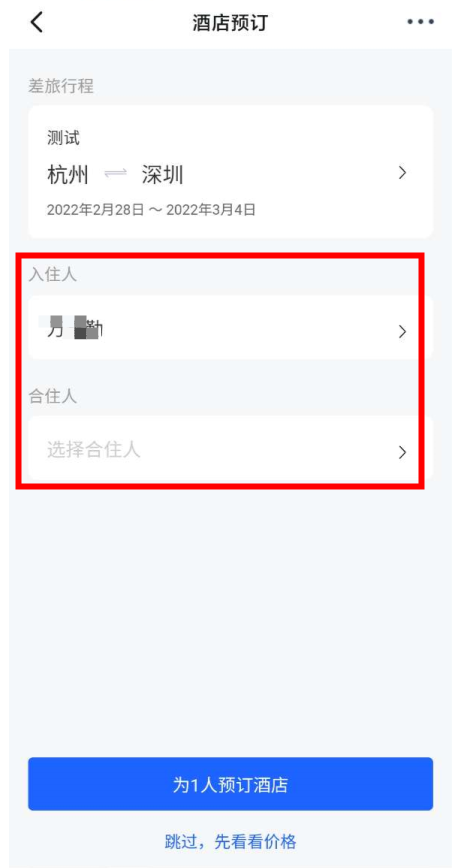 酒店预订
差旅行程
测试
杭州 ⇌ 深圳
2022年2月28日 ~ 2022年3月4日
入住人
合住人
选择合住人
为1人预订酒店
跳过，先看看价格